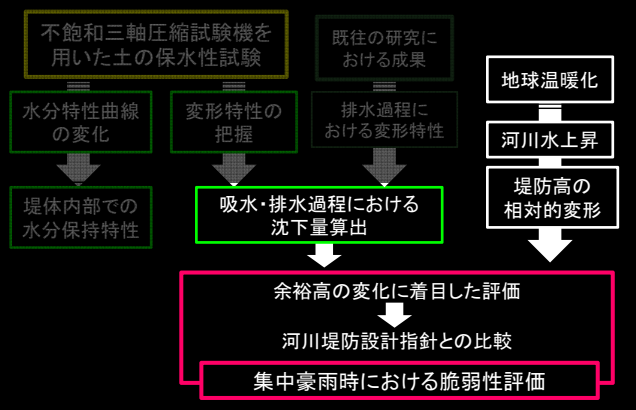 不飽和三軸圧縮試験機を
用いた土の保水性試験
既往の研究に
おける成果
地球温暖化
水分特性曲線
の変化
変形特性の
把握
排水過程に
おける変形特性
河川水上昇
堤体内部での
水分保持特性
吸水・排水過程における
沈下量算出
堤防高の
相対的変形
余裕高の変化に着目した評価
河川堤防設計指針との比較
集中豪雨時における脆弱性評価